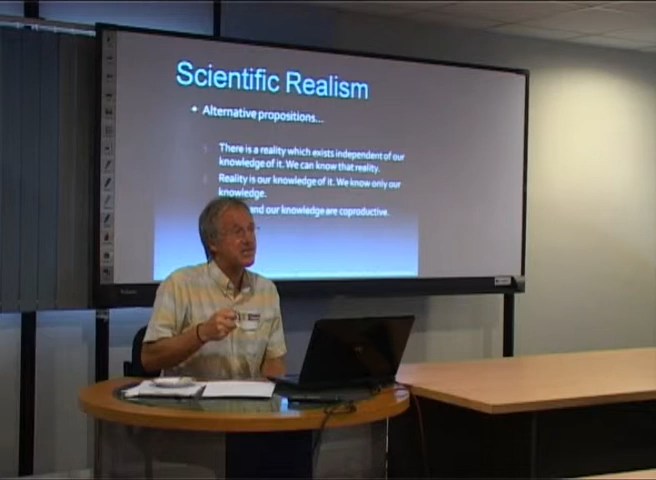 Scientific Realism
Alternative propositions...
There is a reality which exists independent of our
knowledge of it. We can know that reality.
Reality is our knowledge of it. We know only our
knowledge.
and our knowledge are coproductive.